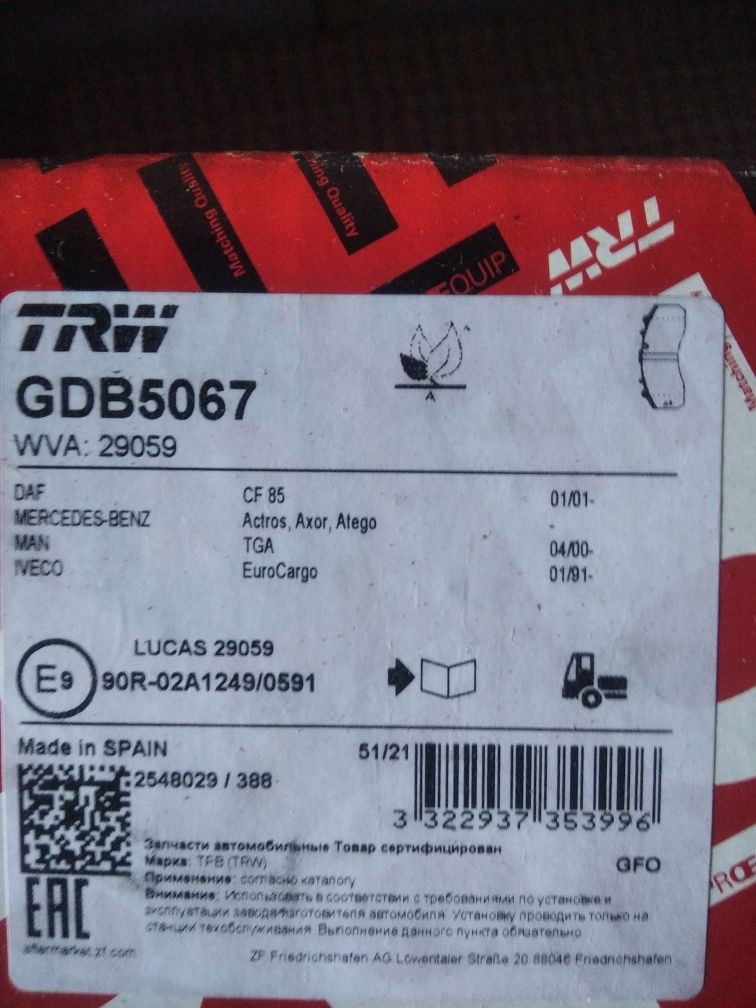 Matching Quality
Matching Quality
EQUIP
TRW
TRW
GDB5067
WVA: 29059
DAF CF 85 01/01-
MERCEDES-BENZ Actros, Axor, Atego -
MAN TGA 04/00-
IVECO EuroCargo 01/91-
A
LUCAS 29059
E9 90R-02A1249/0591
Made in SPAIN 51/21
2548029 / 388
3 322937 353996
Запчасти автомобильные Товар сертифицирован
Марка: ТРВ (TRW) GFO
Применение: согласно каталогу
Внимание: Использовать в соответствии с требованиями по установке и
эксплуатации завода-изготовителя автомобиля. Установку проводить только на
станции техобслуживания. Выполнение данного пункта обязательно
EAC
aftermarket.zf.com
ZF Friedrichshafen AG Löwentaler Straße 20 88046 Friedrichshafen
Matching